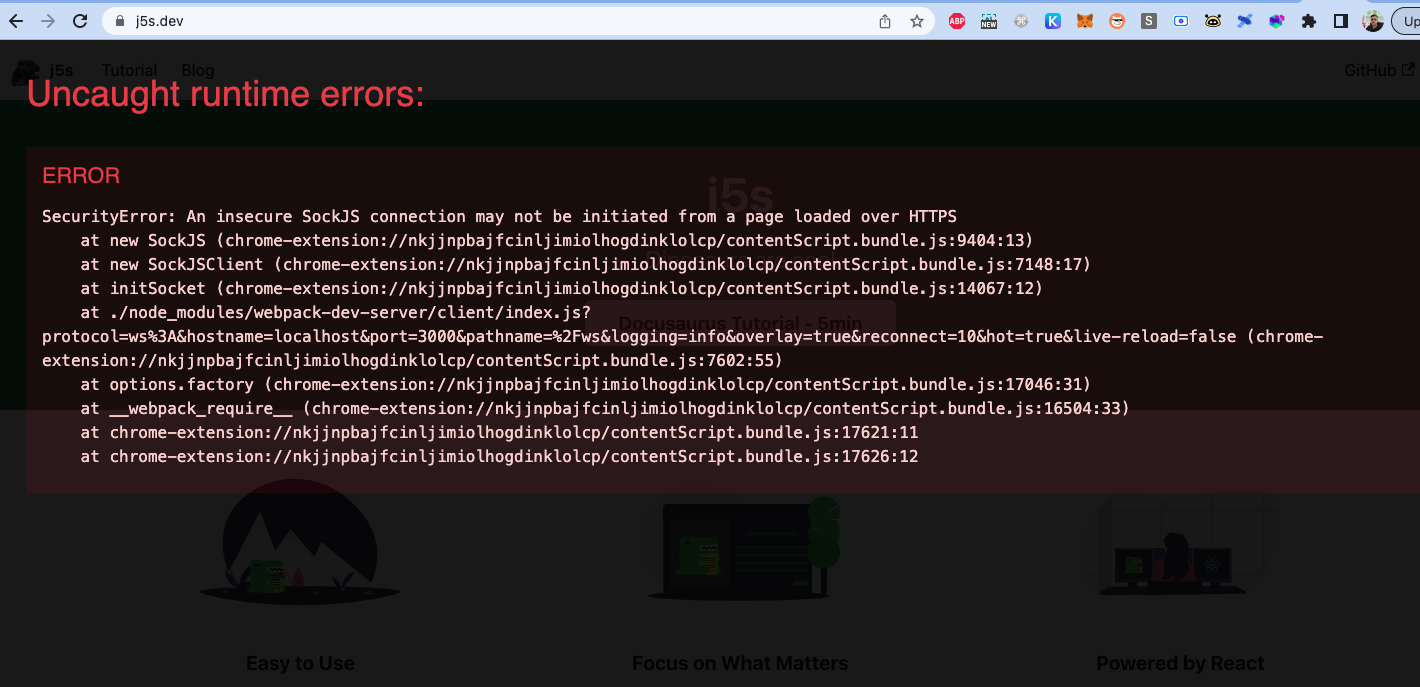 j5s.dev
ABP
NEW
K
S
Up
j5s Tutorial Blog GitHub
Uncaught runtime errors:
j5s
ERROR
SecurityError: An insecure SockJS connection may not be initiated from a page loaded over HTTPS
at new SockJS (chrome-extension://nkjjnpbajfcinljimiolhogdinklolcp/contentScript.bundle.js:9404:13)
at new SockJSClient (chrome-extension://nkjjnpbajfcinljimiolhogdinklolcp/contentScript.bundle.js:7148:17)
at initSocket (chrome-extension://nkjjnpbajfcinljimiolhogdinklolcp/contentScript.bundle.js:14067:12)
at ./node_modules/webpack-dev-server/client/index.js?
Docusaurus Tutorial - 5min
protocol=ws%3A&hostname=localhost&port=3000&pathname=%2Fws&logging=info&overlay=true&reconnect=10&hot=true&live-reload=false (chrome-
extension://nkjjnpbajfcinljimiolhogdinklolcp/contentScript.bundle.js:7602:55)
at options.factory (chrome-extension://nkjjnpbajfcinljimiolhogdinklolcp/contentScript.bundle.js:17046:31)
at __webpack_require__ (chrome-extension://nkjjnpbajfcinljimiolhogdinklolcp/contentScript.bundle.js:16504:33)
at chrome-extension://nkjjnpbajfcinljimiolhogdinklolcp/contentScript.bundle.js:17621:11
at chrome-extension://nkjjnpbajfcinljimiolhogdinklolcp/contentScript.bundle.js:17626:12
Easy to Use
Focus on What Matters
Powered by React